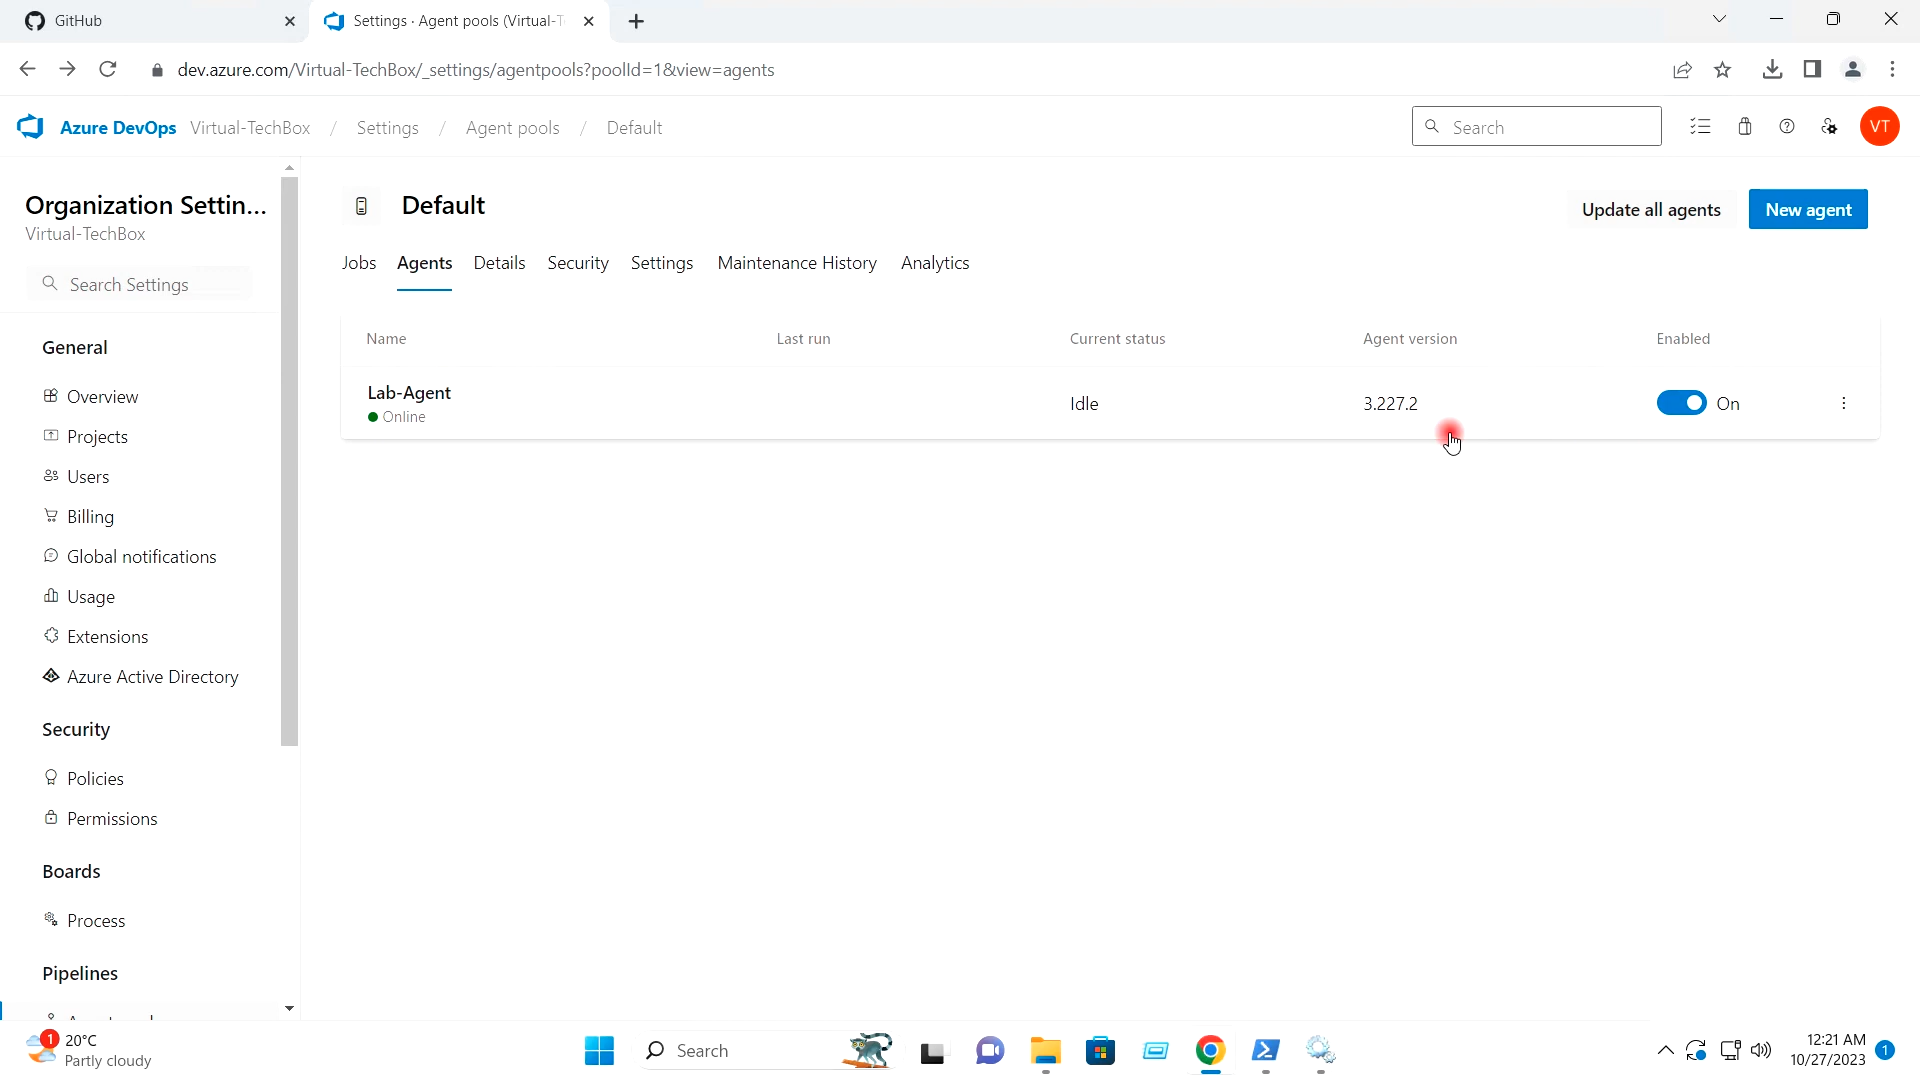 GitHub
Settings · Agent pools (Virtual-T
dev.azure.com/Virtual-TechBox/_settings/agentpools?poolId=1&view=agents
Azure DevOps Virtual-TechBox / Settings / Agent pools / Default
Search
VT
Organization Settin...
Virtual-TechBox
Search Settings
General
Overview
Projects
Users
Billing
Global notifications
Usage
Extensions
Azure Active Directory
Security
Policies
Permissions
Boards
Process
Pipelines
Default
Update all agents
New agent
Jobs Agents Details Security Settings Maintenance History Analytics
Name Last run Current status Agent version Enabled
Lab-Agent
Online
Idle
3.227.2
On
1
20°C
Partly cloudy
Search
12:21 AM
10/27/2023
1